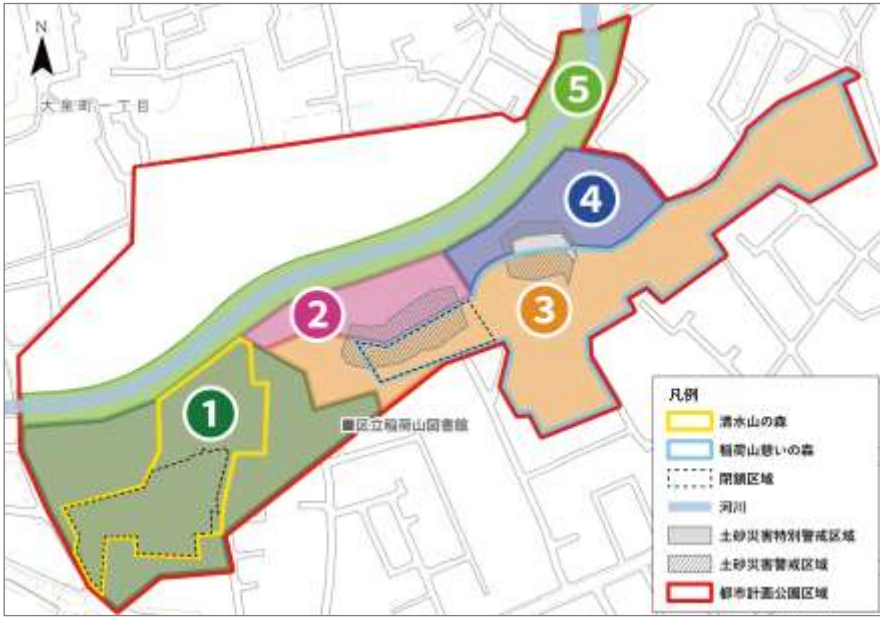 N
大泉町一丁目
5
4
2
3
1
区立稲荷山図書館
凡例
清水山の森
稲荷山憩いの森
閉鎖区域
河川
土砂災害特別警戒区域
土砂災害警戒区域
都市計画公園区域